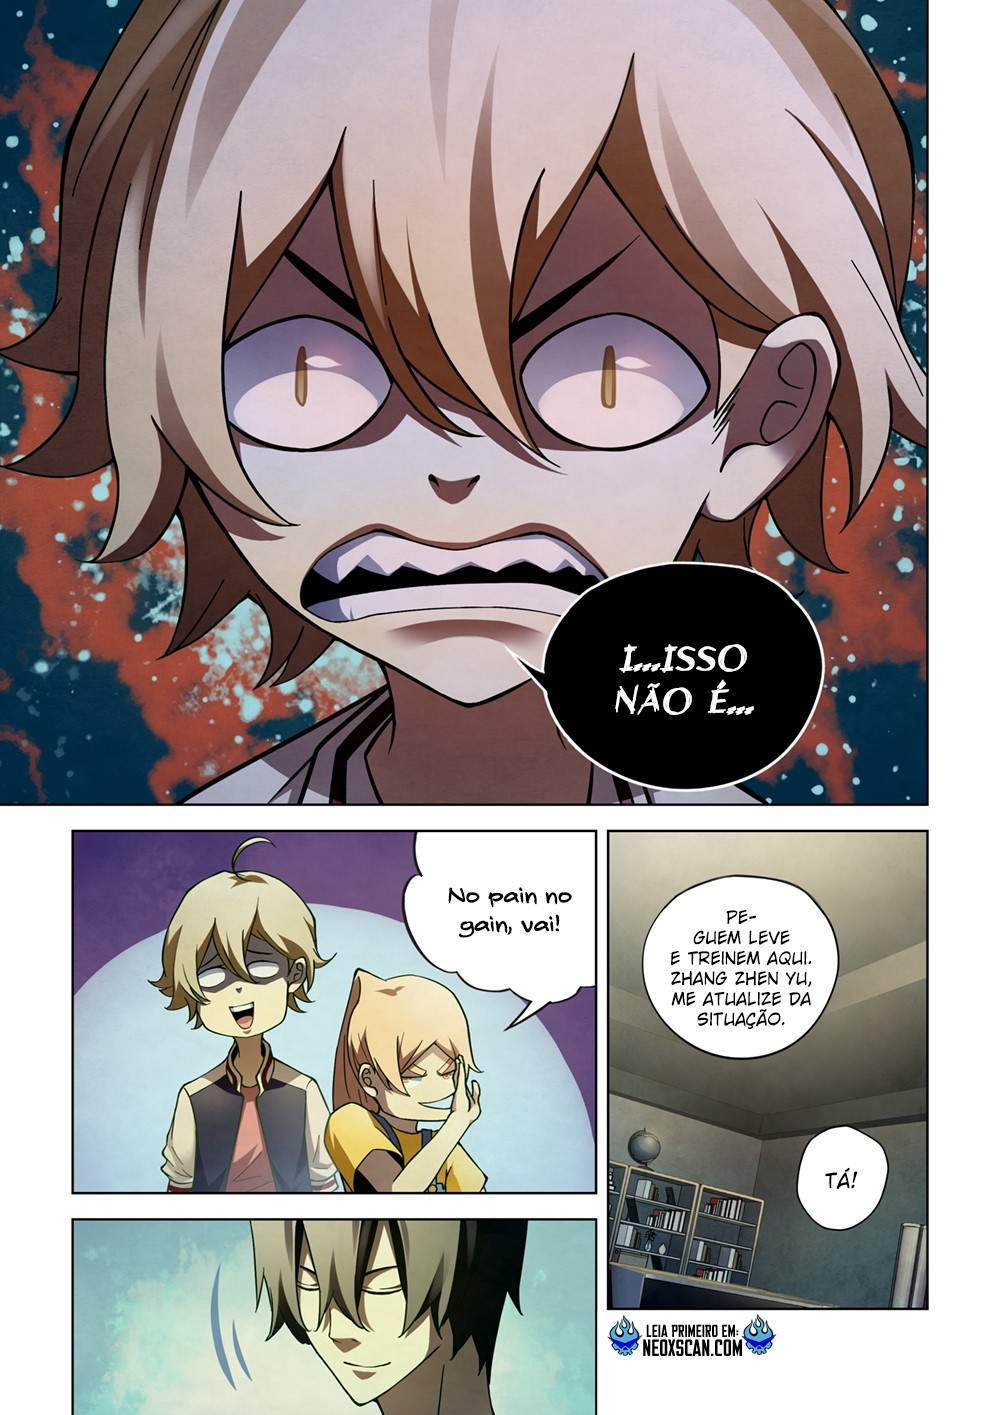 I...ISSO
NÃO É...
No pain no
gain, vai!
PE-
GUEM LEVE
E TREINEM AQUI.
ZHANG ZHEN YU,
ME ATUALIZE DA
SITUAÇÃO.
TÁ!
LEIA PRIMEIRO EM:
NEOXSCAN.COM